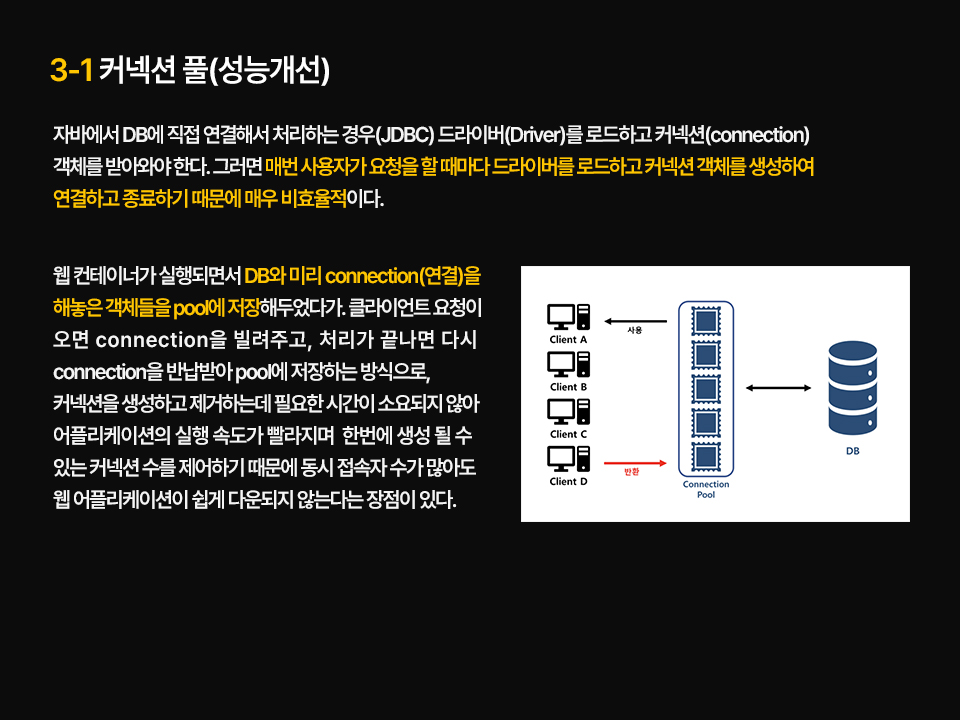 3-1 커넥션 풀(성능개선)
자바에서 DB에 직접 연결해서 처리하는 경우(JDBC) 드라이버(Driver)를 로드하고 커넥션(connection)
객체를 받아와야 한다. 그러면 매번 사용자가 요청을 할 때마다 드라이버를 로드하고 커넥션 객체를 생성하여
연결하고 종료하기 때문에 매우 비효율적이다.
웹 컨테이너가 실행되면서 DB와 미리 connection(연결)을
해놓은 객체들을 pool에 저장해두었다가. 클라이언트 요청이
오면 connection을 빌려주고, 처리가 끝나면 다시
connection을 반납받아 pool에 저장하는 방식으로,
커넥션을 생성하고 제거하는데 필요한 시간이 소요되지 않아
어플리케이션의 실행 속도가 빨라지며 한번에 생성 될 수
있는 커넥션 수를 제어하기 때문에 동시 접속자 수가 많아도
웹 어플리케이션이 쉽게 다운되지 않는다는 장점이 있다.
Client A
사용
Client B
Client C
Client D
반환
Connection
Pool
DB